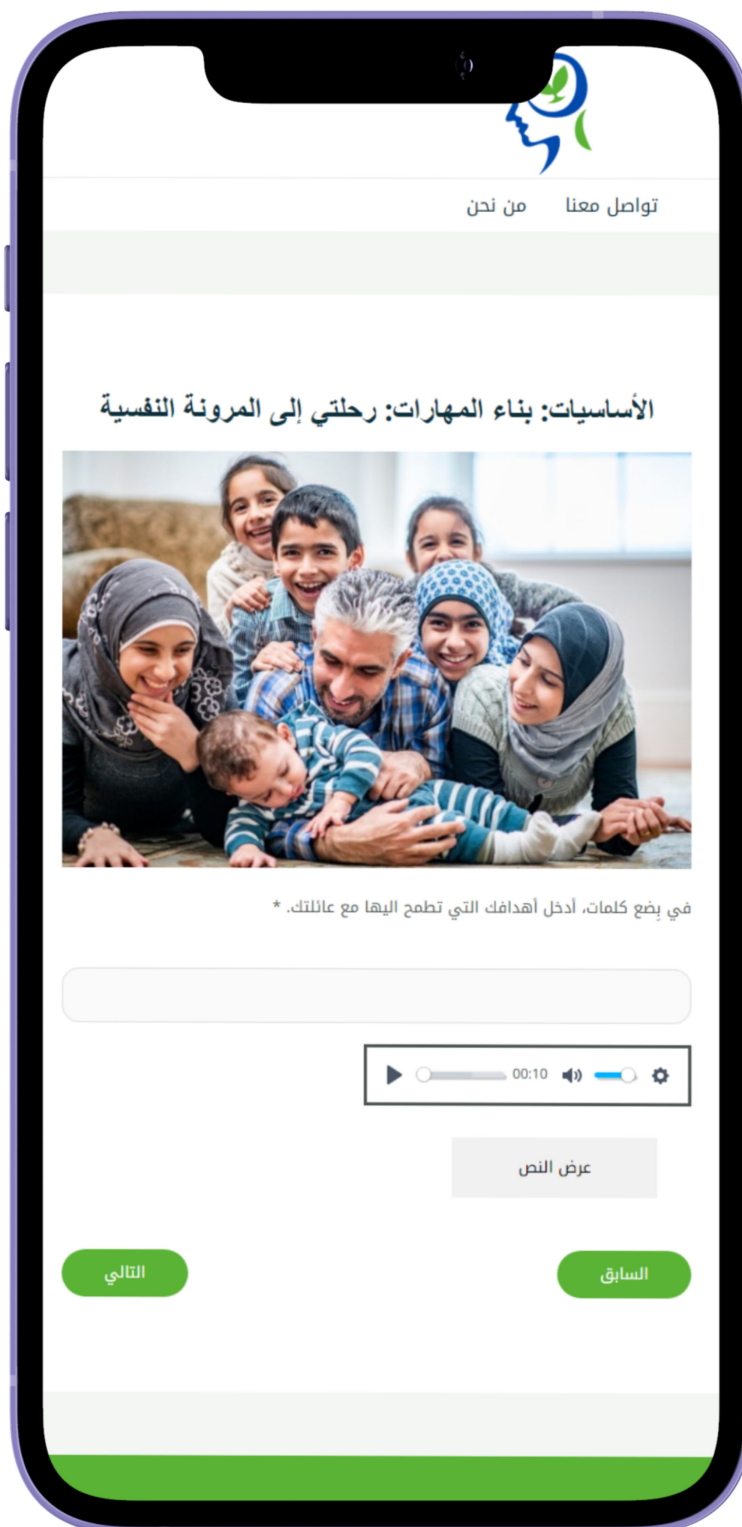 تواصل معنا من نحن
الأساسيات: بناء المهارات: رحلتي إلى المرونة النفسية
في بِضع كلمات، أدخل أهدافك التي تطمح اليها مع عائلتك. *
00:10
عرض النص
السابق التالي